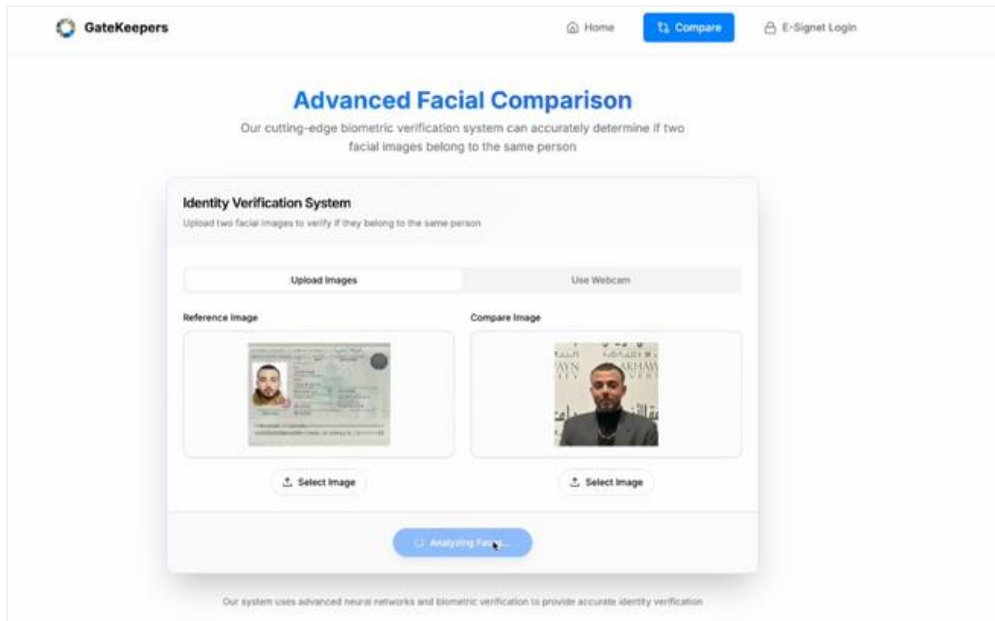 GateKeepers
Home
Compare
E-Signet Login
Advanced Facial Comparison
Our cutting-edge biometric verification system can accurately determine if two
facial images belong to the same person
Identity Verification System
Upload two facial images to verify if they belong to the same person
Upload Images
Use Webcam
Reference Image
Compare Image
Select Image
Select Image
Analyzing
Our system uses advanced neural networks and biometric verification to provide accurate identity verification